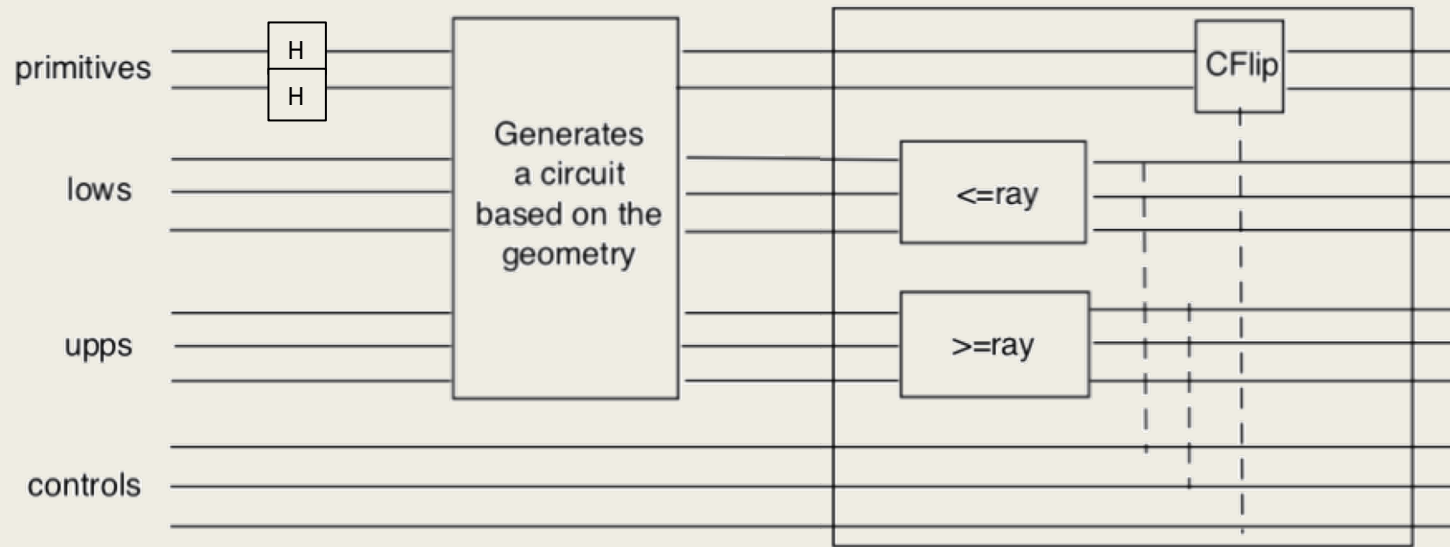 primitives
H
H
CFlip
Generates
a circuit
based on the
geometry
lows
<=ray
upps
>=ray
controls